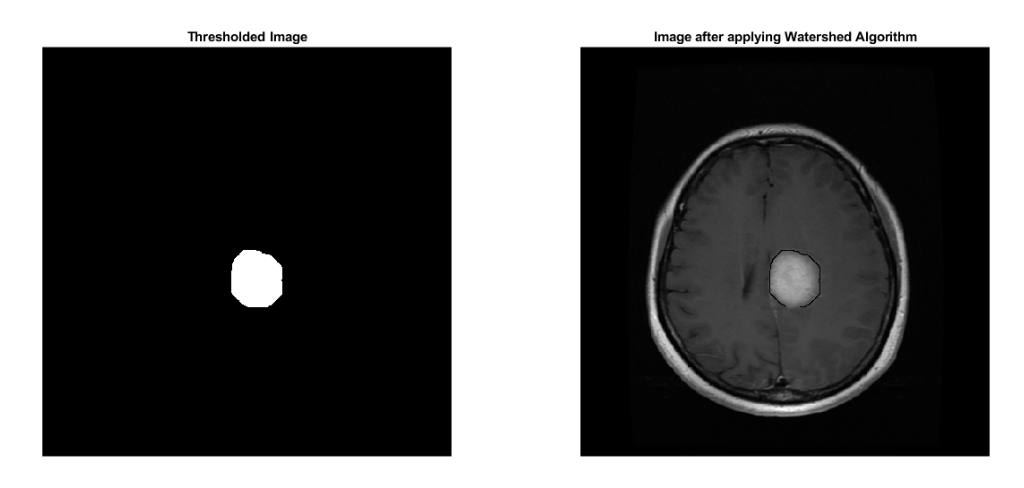 Thresholded Image
Image after applying Watershed Algorithm